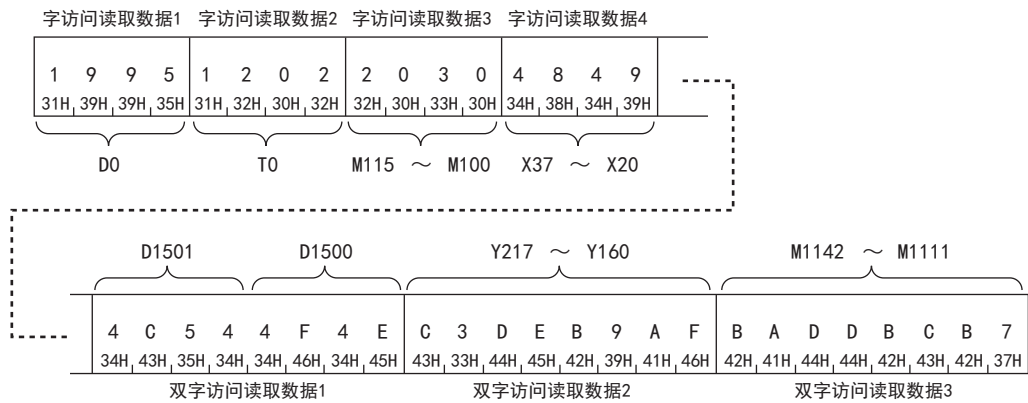 字访问读取数据1 字访问读取数据2 字访问读取数据3 字访问读取数据4
1 9 9 5 1 2 0 2 2 0 3 0 4 8 4 9
31H 39H 39H 35H 31H 32H 30H 32H 32H 30H 33H 30H 34H 38H 34H 39H
D0 T0 M115 ～ M100 X37 ～ X20
D1501 D1500 Y217 ～ Y160 M1142 ～ M1111
4 C 5 4 4 F 4 E C 3 D E B 9 A F B A D D B C B 7
34H 43H 35H 34H 34H 46H 34H 45H 43H 33H 44H 45H 42H 39H 41H 46H 42H 41H 44H 44H 42H 43H 42H 37H
双字访问读取数据1 双字访问读取数据2 双字访问读取数据3